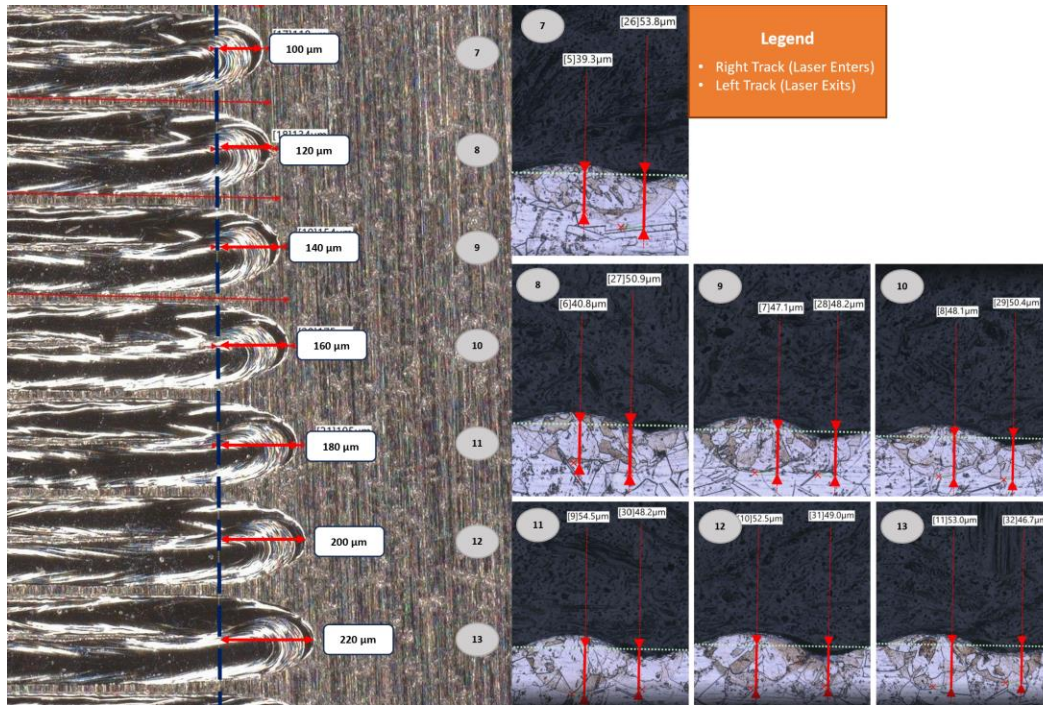 100 µm
7
120 µm
8
140 µm
9
160 µm
10
180 µm
11
200 µm
12
220 µm
13
7
[26]53.8µm
[5]39.3µm
Legend
• Right Track (Laser Enters)
• Left Track (Laser Exits)
8
[27]50.9µm
[6]40.8µm
9
[7]47.1µm
[28]48.2µm
10
[29]50.4µm
[8]48.1µm
11
[9]54.5µm
[30]48.2µm
12
[10]52.5µm
[31]49.0µm
13
[11]53.0µm
[32]46.7µm